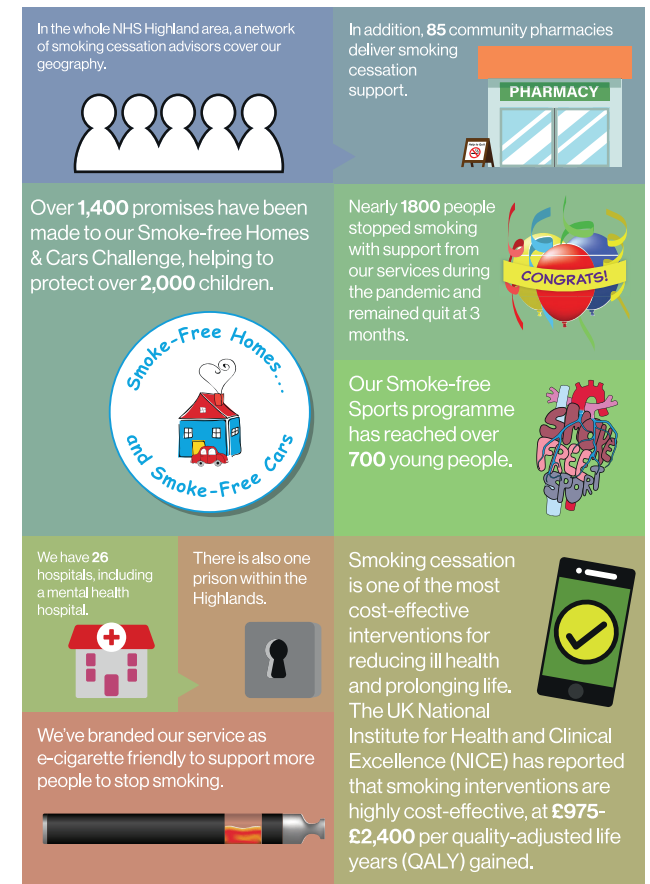 In the whole NHS Highland area, a network
of smoking cessation advisors cover our
geography.
In addition, 85 community pharmacies
deliver smoking
cessation
support.
PHARMACY
Help to Quit
Over 1,400 promises have been
made to our Smoke-free Homes
& Cars Challenge, helping to
protect over 2,000 children.
Smoke-Free Homes...
and Smoke-Free Cars
Nearly 1800 people
stopped smoking
with support from
our services during
the pandemic and
remained quit at 3
months.
CONGRATS!
Our Smoke-free
Sports programme
has reached over
700 young people.
SMOKE
FREE
SPORT
We have 26
hospitals, including
a mental health
hospital.
There is also one
prison within the
Highlands.
Smoking cessation
is one of the most
cost-effective
interventions for
reducing ill health
and prolonging life.
The UK National
Institute for Health and Clinical
Excellence (NICE) has reported
that smoking interventions are
highly cost-effective, at £975-
£2,400 per quality-adjusted life
years (QALY) gained.
We've branded our service as
e-cigarette friendly to support more
people to stop smoking.